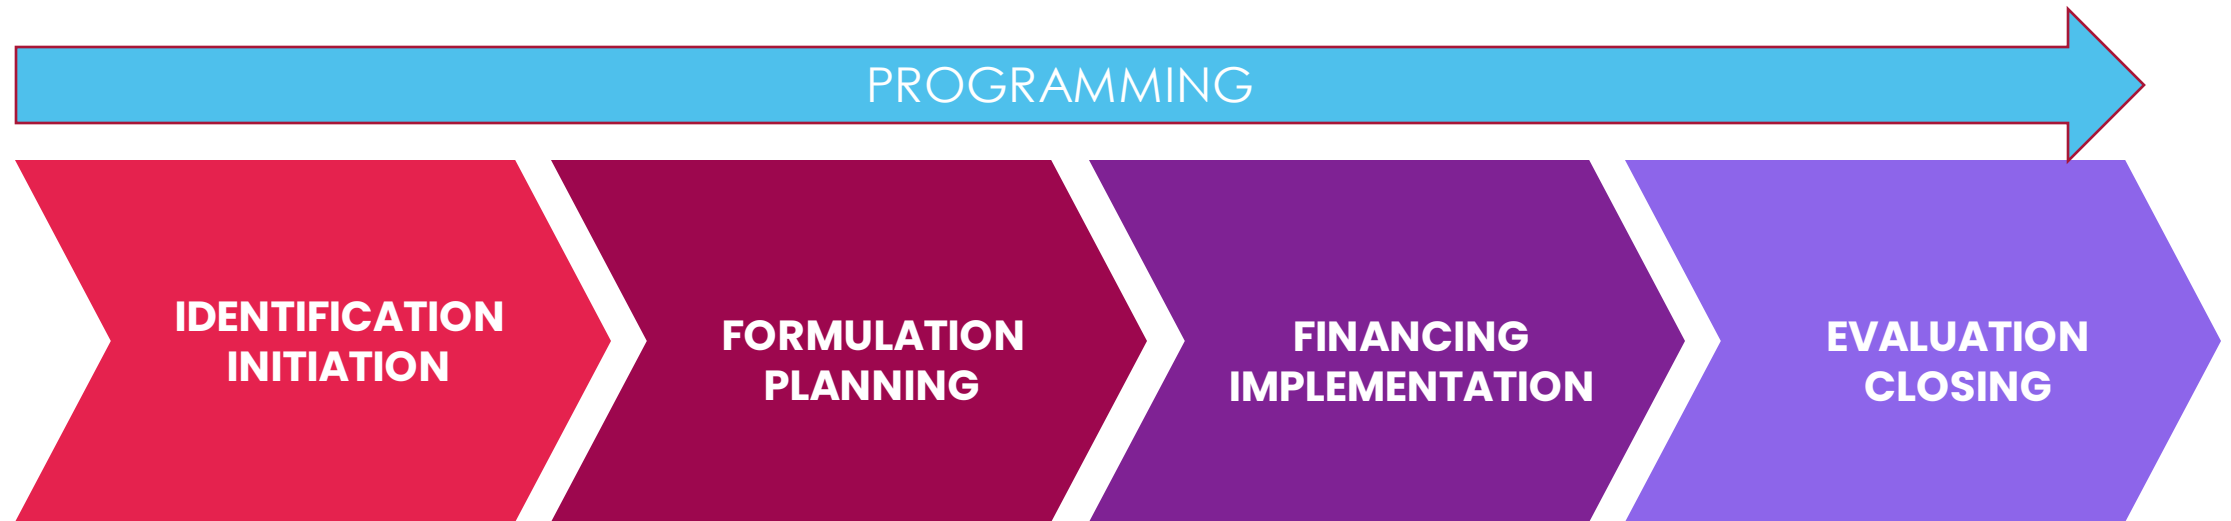 PROGRAMMING
IDENTIFICATION
INITIATION
FORMULATION
PLANNING
FINANCING
IMPLEMENTATION
EVALUATION
CLOSING